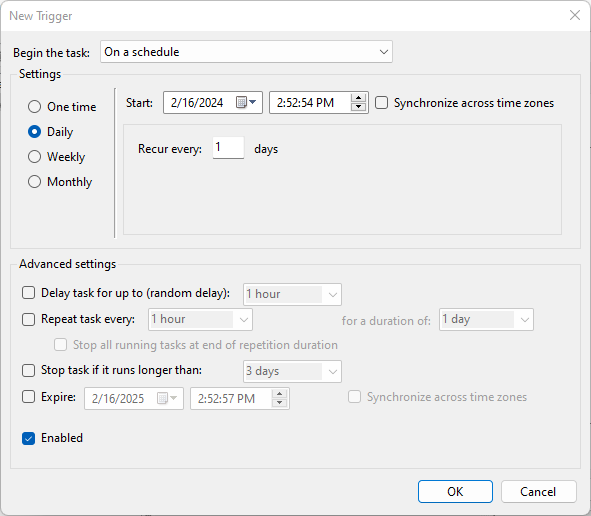 New Trigger
Begin the task: On a schedule
Settings
One time
Start: 2/16/2024 2:52:54 PM Synchronize across time zones
Daily
Recur every: 1 days
Weekly
Monthly
Advanced settings
Delay task for up to (random delay): 1 hour
Repeat task every: 1 hour for a duration of: 1 day
Stop all running tasks at end of repetition duration
Stop task if it runs longer than: 3 days
Expire: 2/16/2025 2:52:57 PM Synchronize across time zones
Enabled
OK Cancel